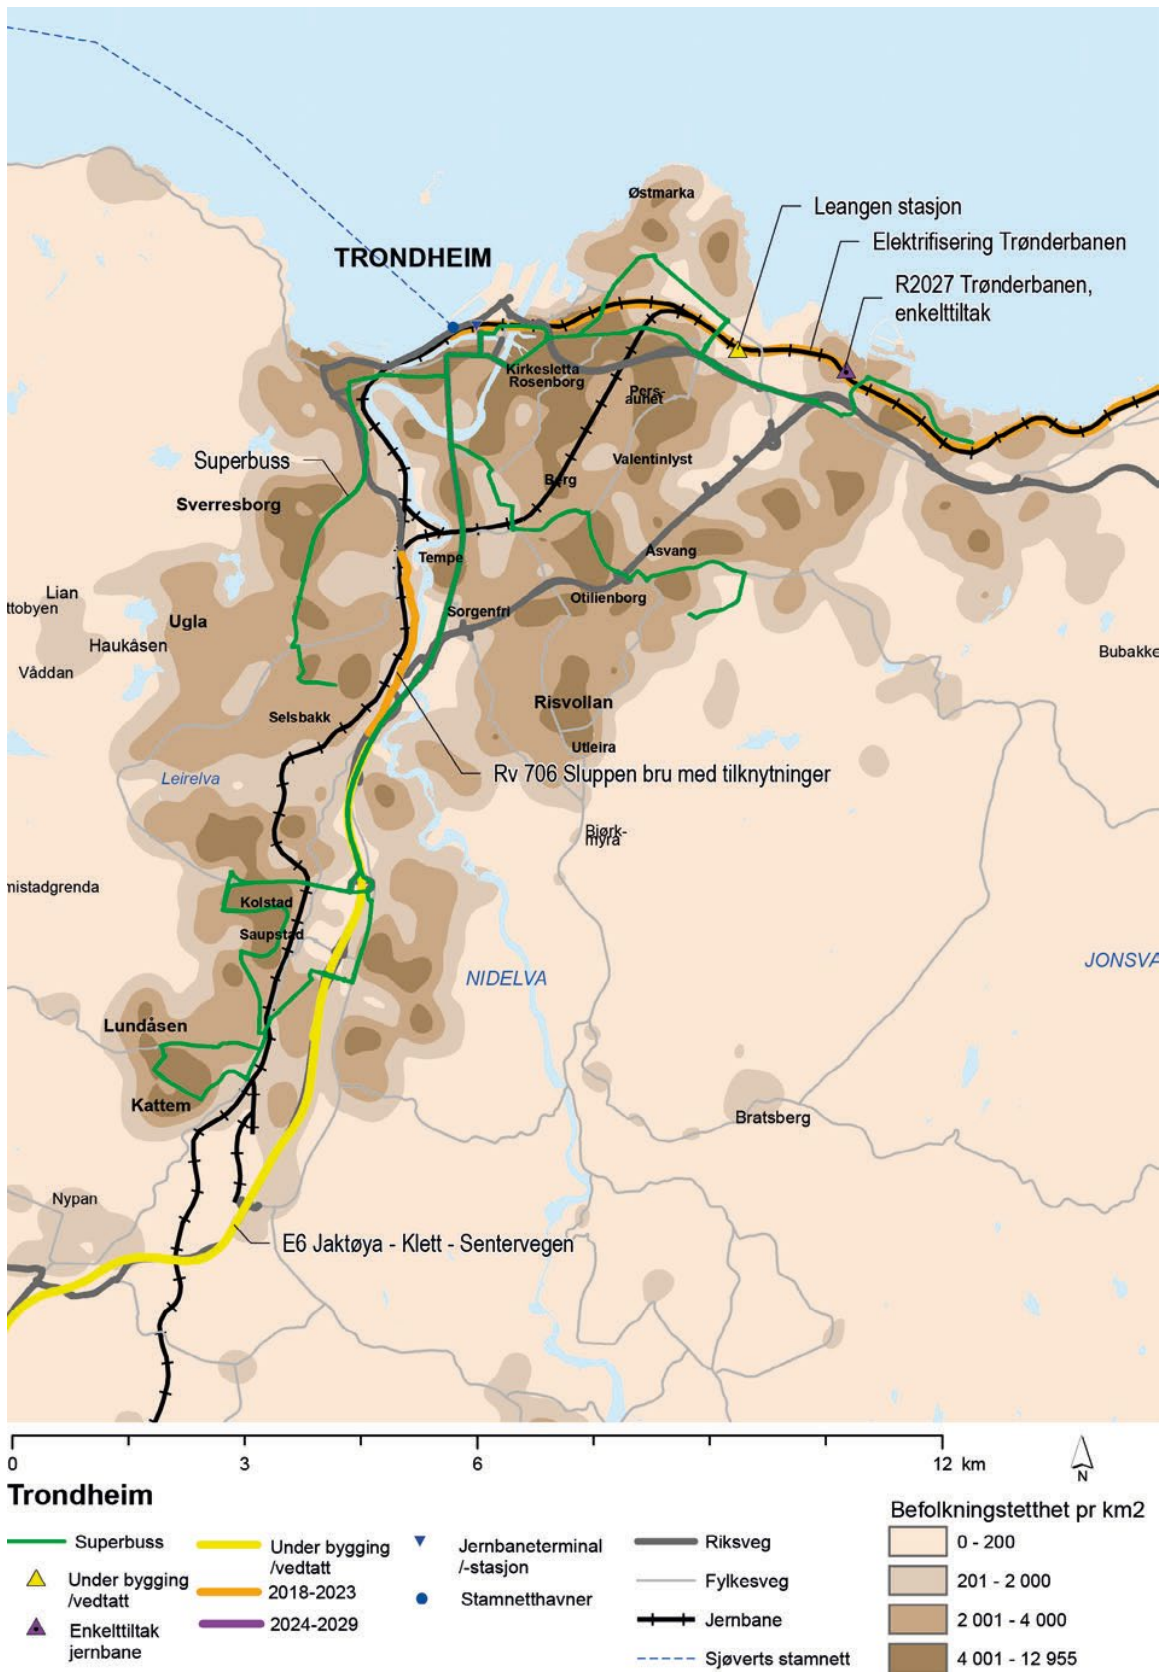 Østmarka
Leangen stasjon
Elektrifisering Trønderbanen
TRONDHEIM
R2027 Trønderbanen,
enkelttiltak
Kirkesletta
Rosenborg
Pers-
aunet
Superbuss
Valentinlyst
Berg
Sverresborg
Tempe
Åsvang
Lian
ttobyen
Otilienborg
Sorgenfri
Ugla
Haukåsen
Bubakke
Våddan
Risvollan
Selsbakk
Utleira
Leirelva
Rv 706 Sluppen bru med tilknytninger
Bjørk-
myra
mistadgrenda
Kolstad
Saupstad
NIDELVA
JONSVA
Lundåsen
Kattem
Bratsberg
Nypan
E6 Jaktøya - Klett - Sentervegen
0
3
6
12 km
N
Trondheim
Superbuss
Under bygging
/vedtatt
Enkelttiltak
jernbane
Under bygging
/vedtatt
2018-2023
2024-2029
Jernbaneterminal
/-stasjon
Stamnetthavner
Riksveg
Fylkesveg
Jernbane
Sjøverts stamnett
Befolkningstetthet pr km2
0 - 200
201 - 2 000
2 001 - 4 000
4 001 - 12 955